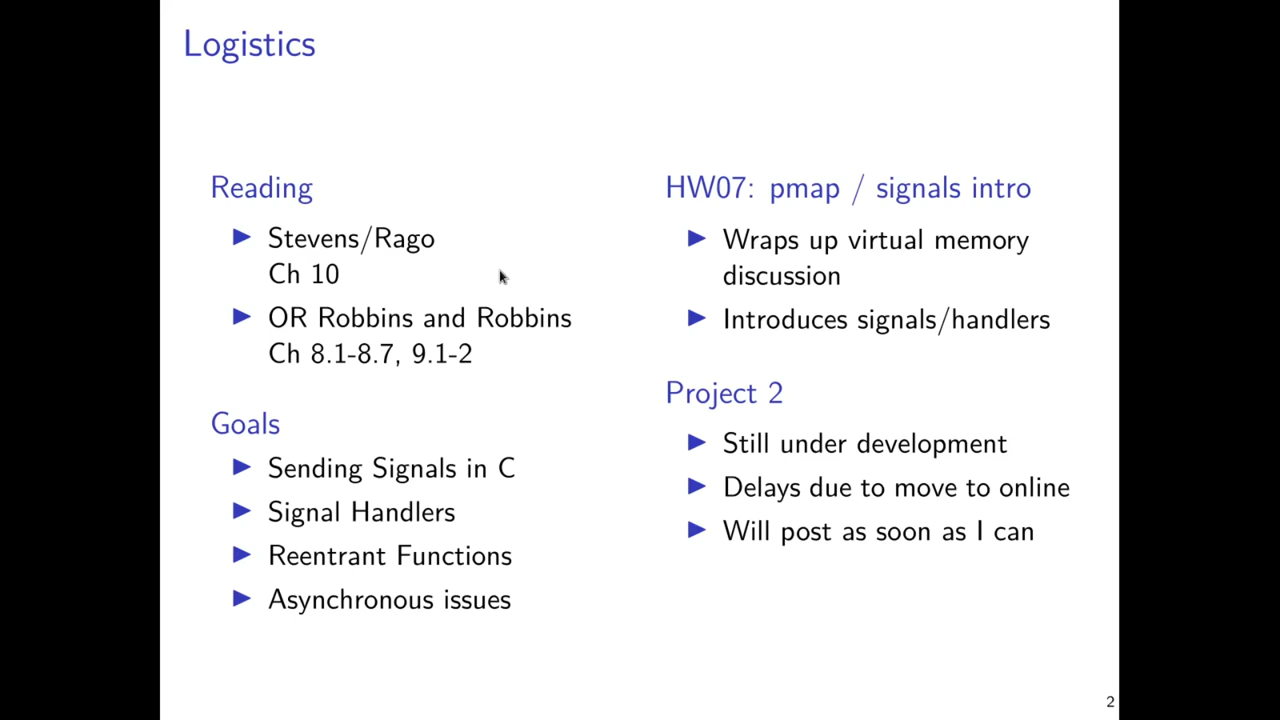 Logistics
Reading
▶ Stevens/Rago
Ch 10
▶ OR Robbins and Robbins
Ch 8.1-8.7, 9.1-2
Goals
▶ Sending Signals in C
▶ Signal Handlers
▶ Reentrant Functions
▶ Asynchronous issues
HW07: pmap / signals intro
▶ Wraps up virtual memory
discussion
▶ Introduces signals/handlers
Project 2
▶ Still under development
▶ Delays due to move to online
▶ Will post as soon as I can
2